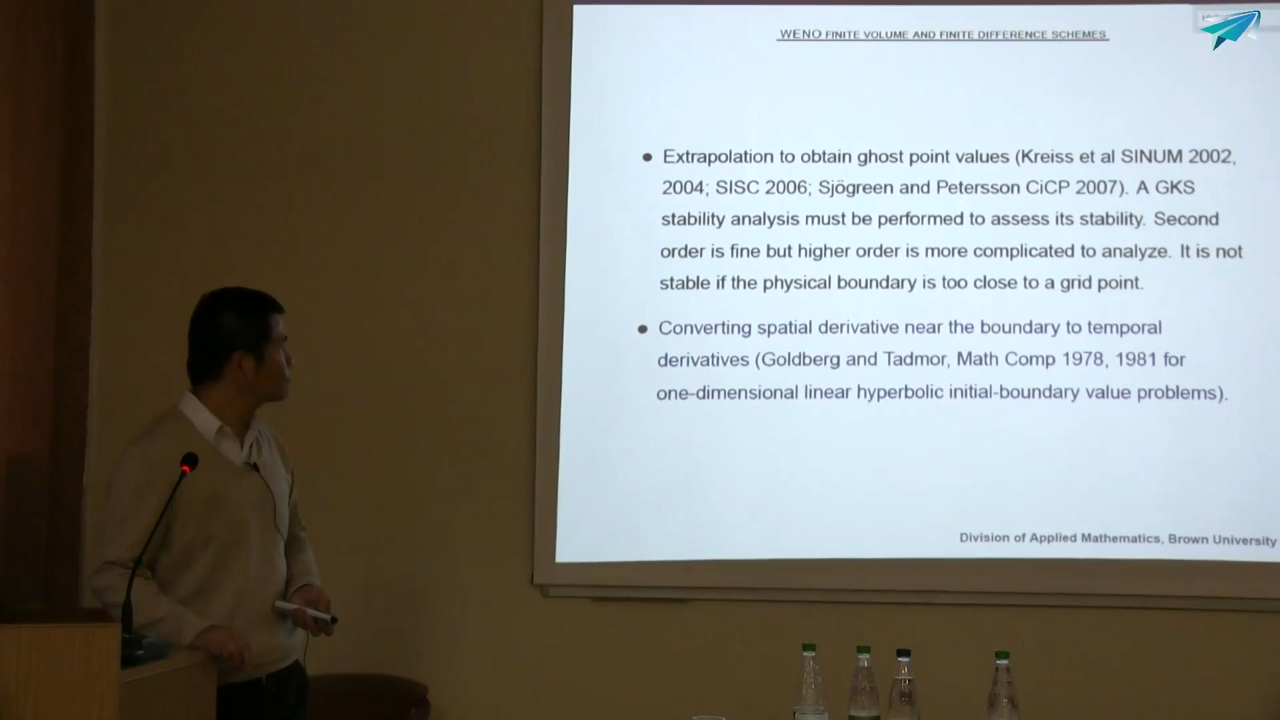 WENO FINITE VOLUME AND FINITE DIFFERENCE SCHEMES
● Extrapolation to obtain ghost point values (Kreiss et al SINUM 2002,
2004; SISC 2006; Sjögreen and Petersson CiCP 2007). A GKS
stability analysis must be performed to assess its stability. Second
order is fine but higher order is more complicated to analyze. It is not
stable if the physical boundary is too close to a grid point.
● Converting spatial derivative near the boundary to temporal
derivatives (Goldberg and Tadmor, Math Comp 1978, 1981 for
one-dimensional linear hyperbolic initial-boundary value problems).
Division of Applied Mathematics, Brown University